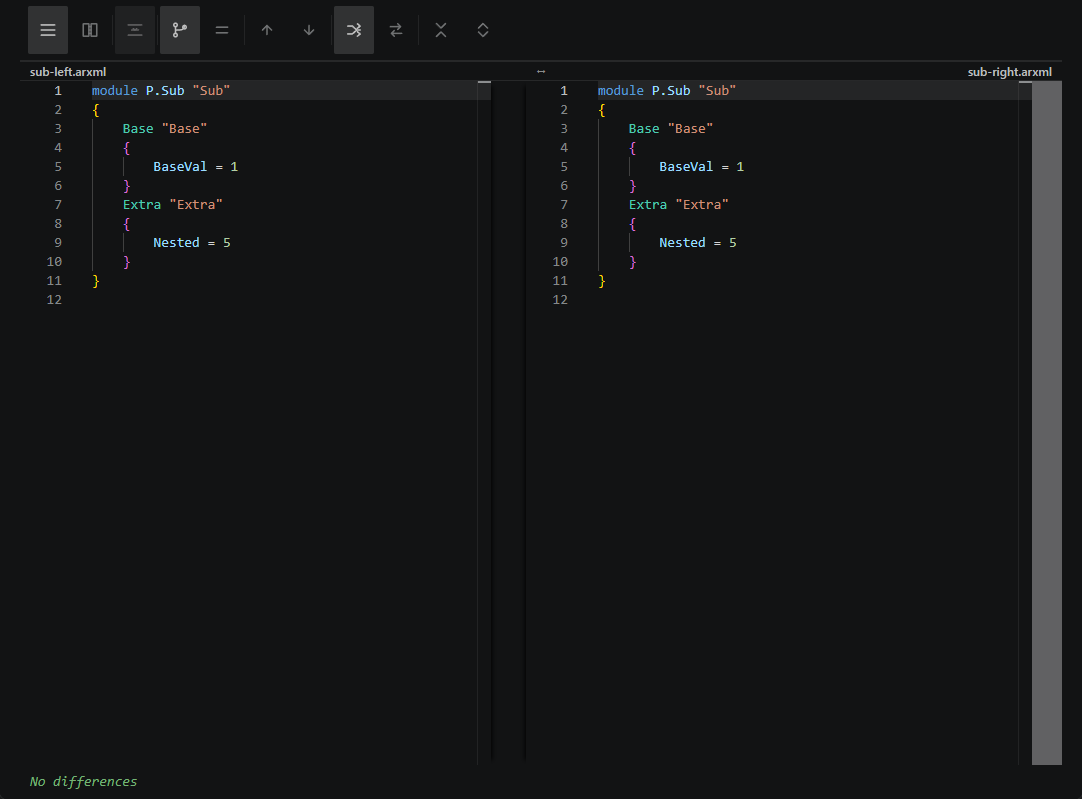 sub-left.arxml ↔ sub-right.arxml
1 module P.Sub "Sub"
2 {
3 Base "Base"
4 {
5 BaseVal = 1
6 }
7 Extra "Extra"
8 {
9 Nested = 5
10 }
11 }
12
1 module P.Sub "Sub"
2 {
3 Base "Base"
4 {
5 BaseVal = 1
6 }
7 Extra "Extra"
8 {
9 Nested = 5
10 }
11 }
12
No differences